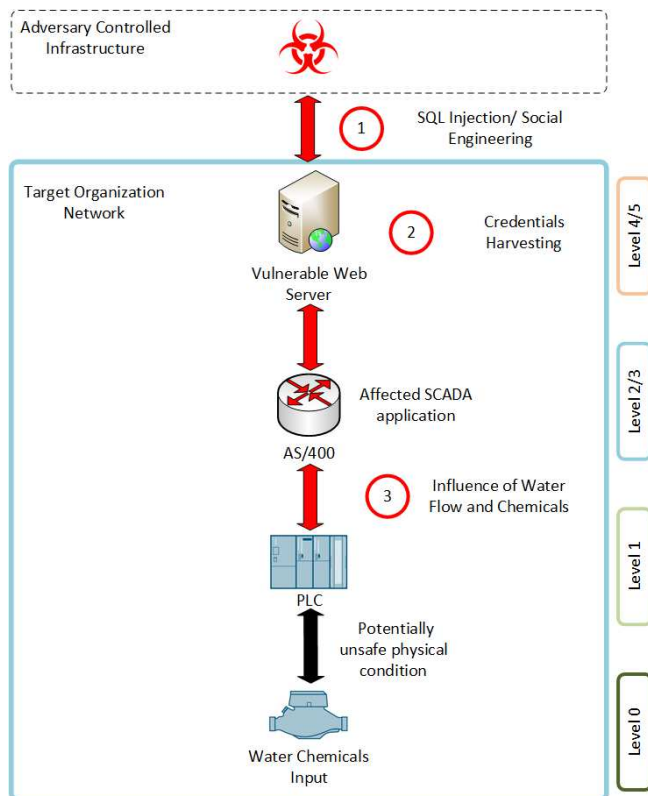 Adversary Controlled
Infrastructure
1
SQL Injection/ Social
Engineering
Target Organization
Network
2
Credentials
Harvesting
Vulnerable Web
Server
Level 4/5
Affected SCADA
application
AS/400
Level 2/3
3
Influence of Water
Flow and Chemicals
PLC
Level 1
Potentially
unsafe physical
condition
Water Chemicals
Input
Level 0